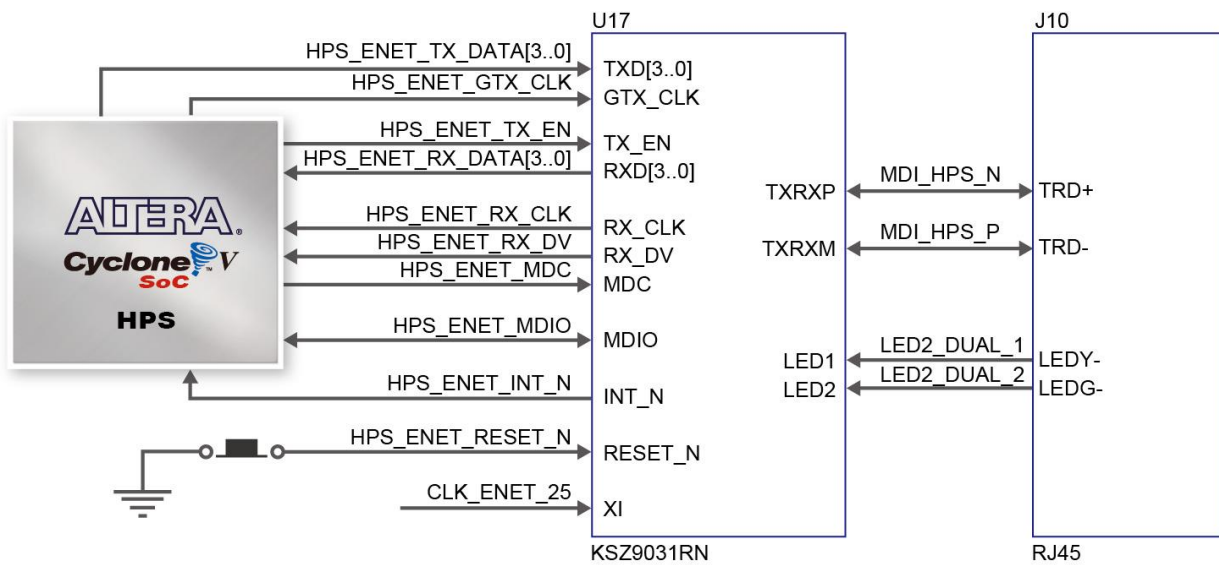 U17
J10
HPS_ENET_TX_DATA[3..0]
TXD[3..0]
HPS_ENET_GTX_CLK
GTX_CLK
HPS_ENET_TX_EN
TX_EN
HPS_ENET_RX_DATA[3..0]
RXD[3..0]
MDI_HPS_N
TXRXP
TRD+
ALTERA®
HPS_ENET_RX_CLK
RX_CLK
MDI_HPS_P
TXRXM
TRD-
HPS_ENET_RX_DV
RX_DV
Cyclone™ V
HPS_ENET_MDC
MDC
SoC
HPS
HPS_ENET_MDIO
MDIO
LED2_DUAL_1
LED1
LEDY-
LED2_DUAL_2
LED2
LEDG-
HPS_ENET_INT_N
INT_N
HPS_ENET_RESET_N
RESET_N
CLK_ENET_25
XI
KSZ9031RN
RJ45